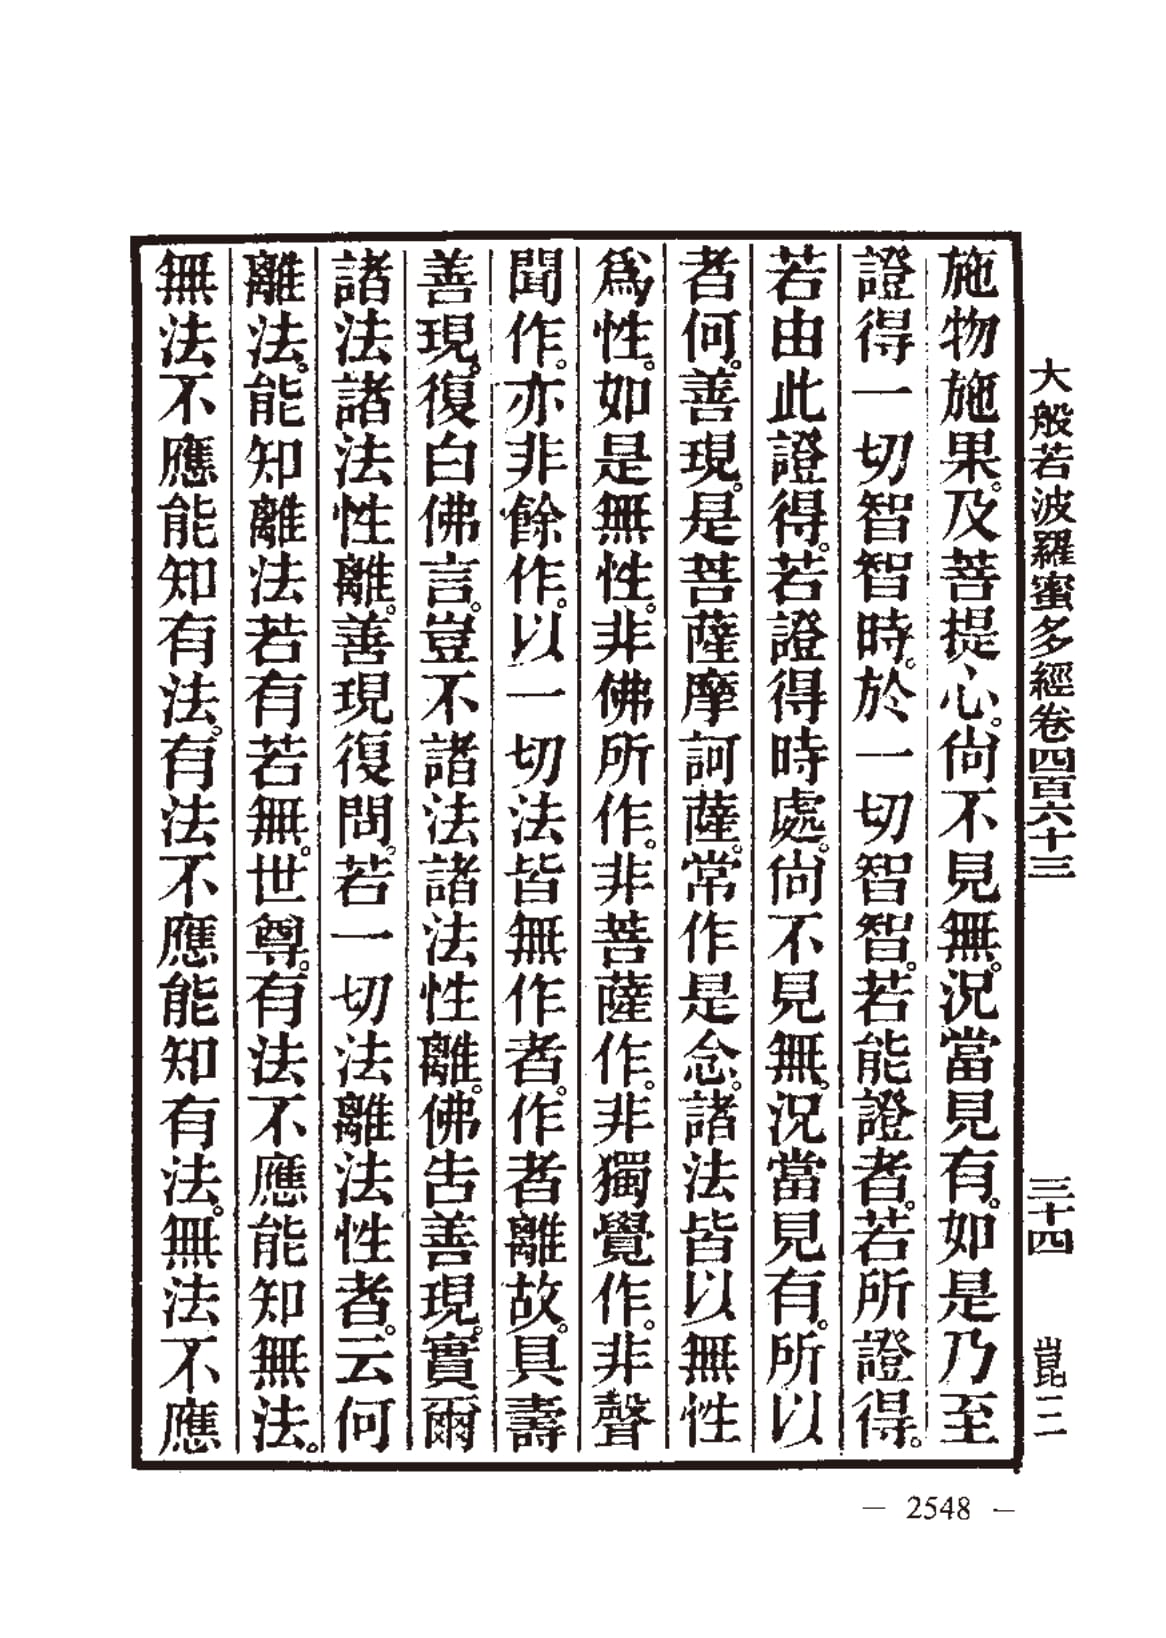 大般若波羅蜜多經卷四百六十三　三十四　崑二
施物施果。及菩提心。尙不見無。況當見有。如是乃至
證得一切智智時。於一切智智。若能證者。若所證得。
若由此證得。若證得時處。尙不見無。況當見有。所以
者何。善現。是菩薩摩訶薩。常作是念。諸法皆以無性
爲性。如是無性。非佛所作。非菩薩作。非獨覺作。非聲
聞作。亦非餘作。以一切法皆無作者。作者離故。具壽
善現。復白佛言。豈不諸法諸法性離。佛告善現。實爾
諸法諸法性離。善現復問。若一切法離法性者。云何
離法。能知離法若有若無。世尊。有法不應能知無法。
無法不應能知有法。有法不應能知有法。無法不應
— 2548 —